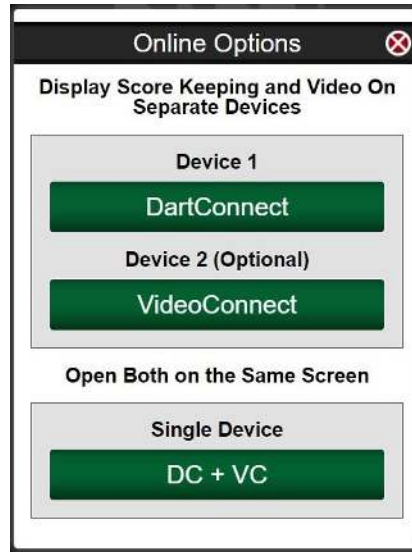 Online Options
Display Score Keeping and Video On
Separate Devices
Device 1
DartConnect
Device 2 (Optional)
VideoConnect
Open Both on the Same Screen
Single Device
DC + VC